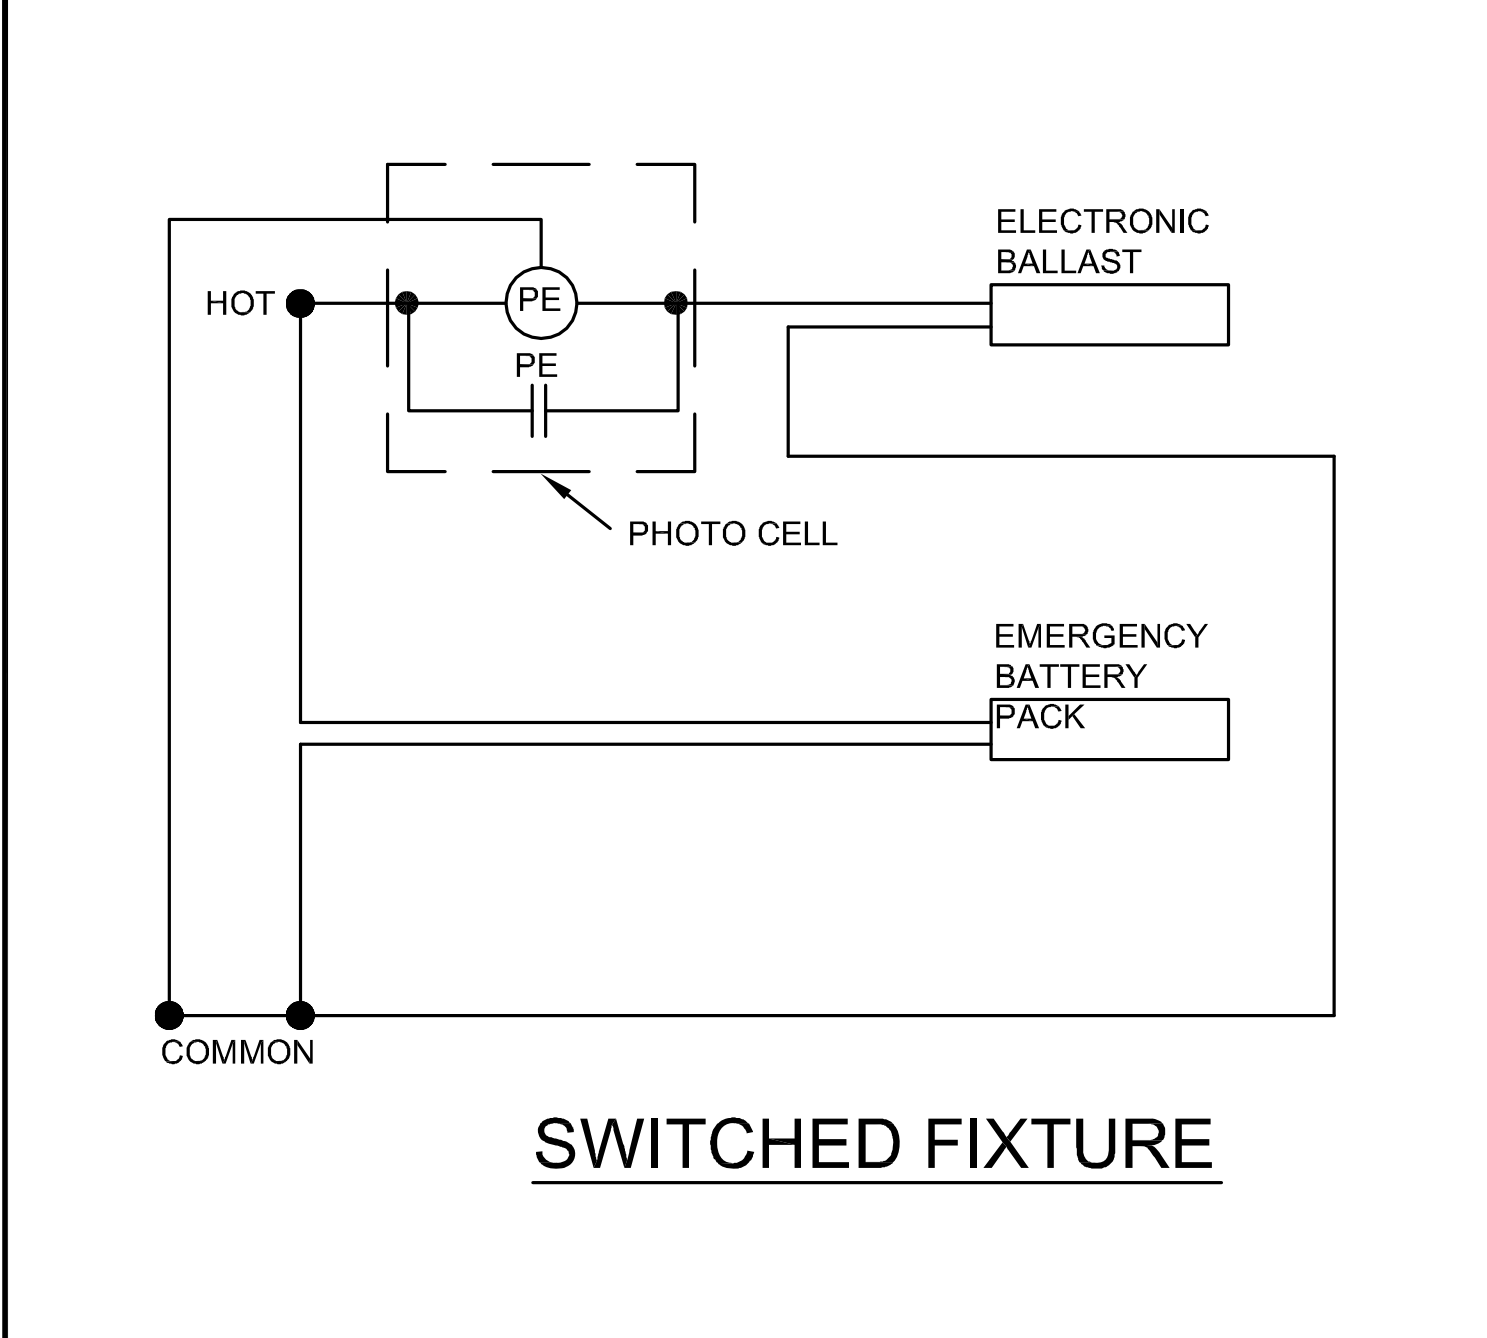 ELECTRONIC
BALLAST
HOT
PE
PE
PHOTO CELL
EMERGENCY
BATTERY
PACK
COMMON
SWITCHED FIXTURE